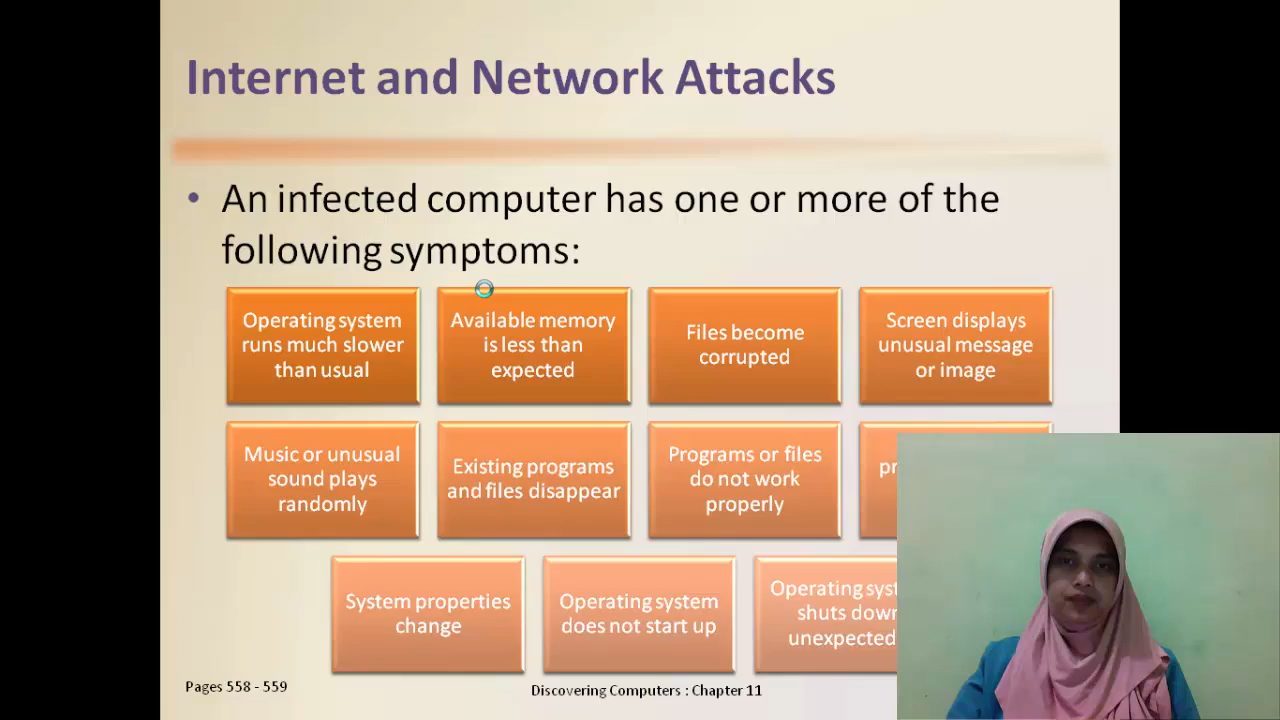 Internet and Network Attacks
• An infected computer has one or more of the
following symptoms:
Operating system
runs much slower
than usual
Available memory
is less than
expected
Files become
corrupted
Screen displays
unusual message
or image
Music or unusual
sound plays
randomly
Existing programs
and files disappear
Programs or files
do not work
properly
System properties
change
Operating system
does not start up
Operating
shuts down
Pages 558 - 559
Discovering Computers : Chapter 11